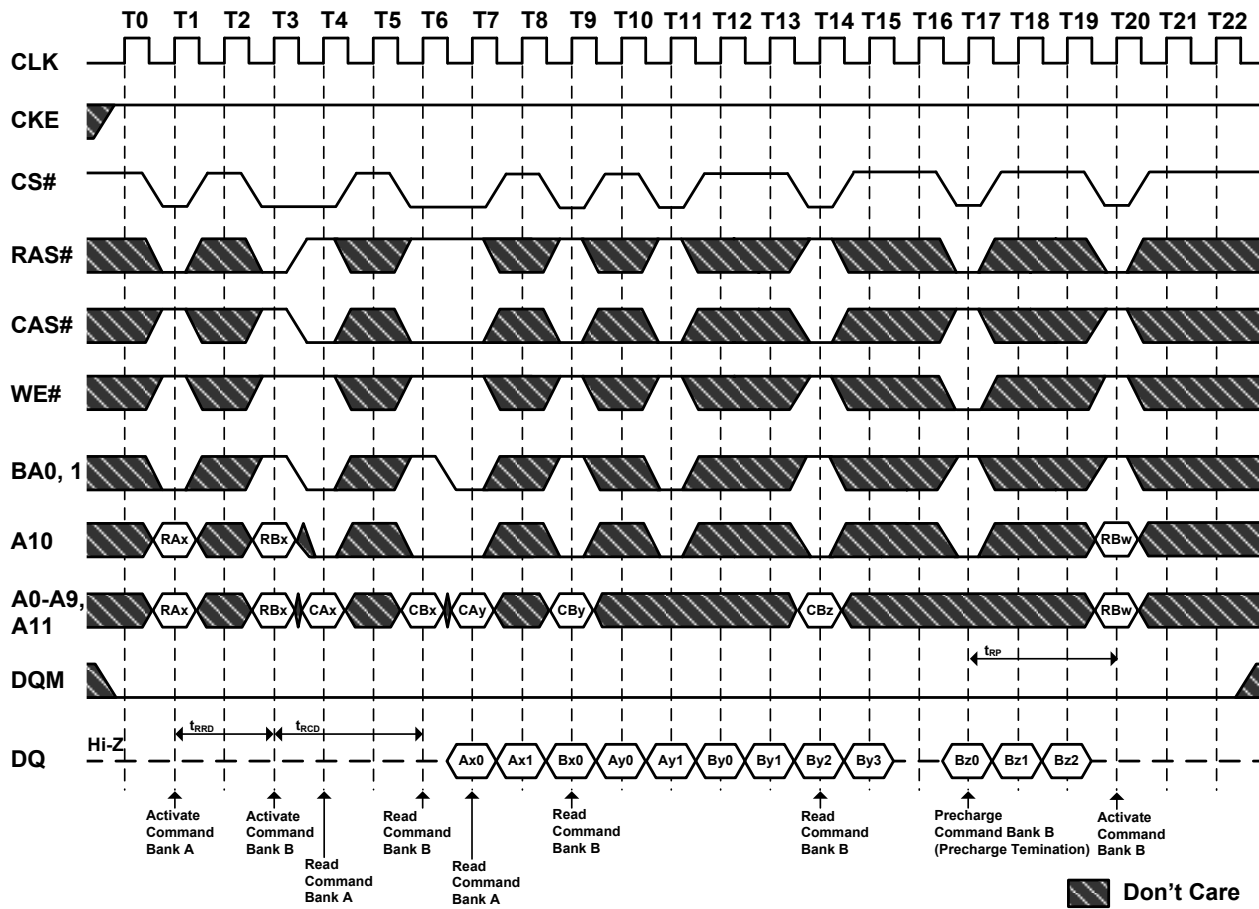 T0 T1 T2 T3 T4 T5 T6 T7 T8 T9 T10 T11 T12 T13 T14 T15 T16 T17 T18 T19 T20 T21 T22
CLK
CKE
CS#
RAS#
CAS#
WE#
BA0, 1
A10 RAx RBx RBw
A0-A9,
A11 RAx RBx CAx CBx CAy CBy CBz RBw
tRP
DQM
tRRD tRCD
Hi-Z
DQ Ax0 Ax1 Bx0 Ay0 Ay1 By0 By1 By2 By3 Bz0 Bz1 Bz2
Activate
Command
Bank A
Activate
Command
Bank B
Read
Command
Bank A
Read
Command
Bank B
Read
Command
Bank A
Read
Command
Bank B
Read
Command
Bank B
Precharge
Command Bank B
(Precharge Temination)
Activate
Command
Bank B
Don't Care